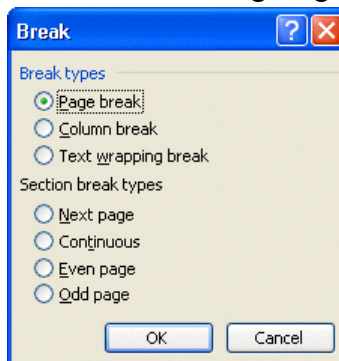 Break
Break types
Page break
Column break
Text wrapping break
Section break types
Next page
Continuous
Even page
Odd page
OK Cancel